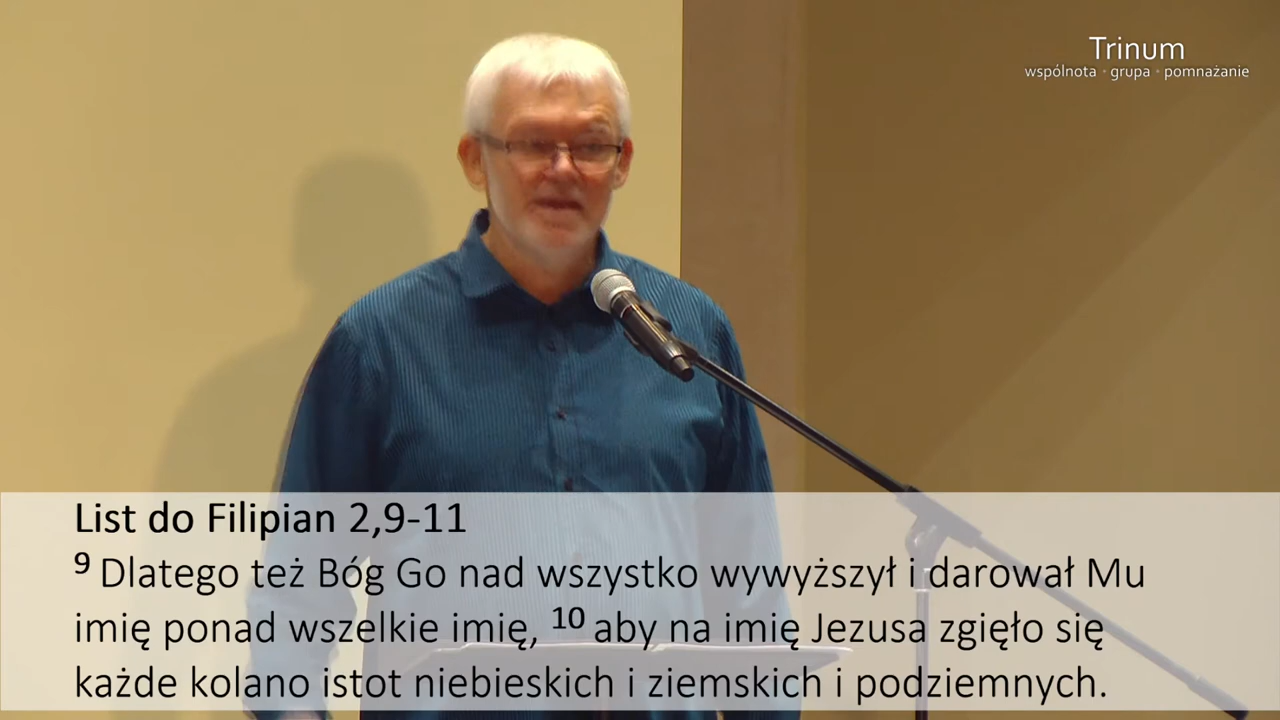 Trinum
wspólnota · grupa · pomnażanie
List do Filipian 2,9-11
9 Dlatego też Bóg Go nad wszystko wywyższył i darował Mu
imię ponad wszelkie imię, 10 aby na imię Jezusa zgięło się
każde kolano istot niebieskich i ziemskich i podziemnych.